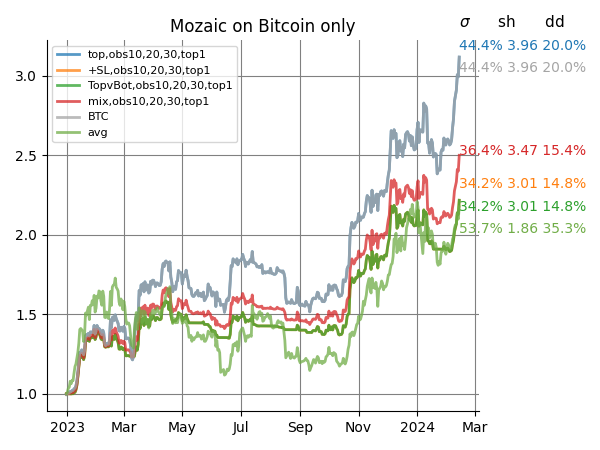 Mozaic on Bitcoin only
σ sh dd
top,obs10,20,30,top1
+SL,obs10,20,30,top1
TopvBot,obs10,20,30,top1
mix,obs10,20,30,top1
BTC
avg
44.4% 3.96 20.0%
44.4% 3.96 20.0%
36.4% 3.47 15.4%
34.2% 3.01 14.8%
34.2% 3.01 14.8%
53.7% 1.86 35.3%
3.0
2.5
2.0
1.5
1.0
2023 Mar May Jul Sep Nov 2024 Mar